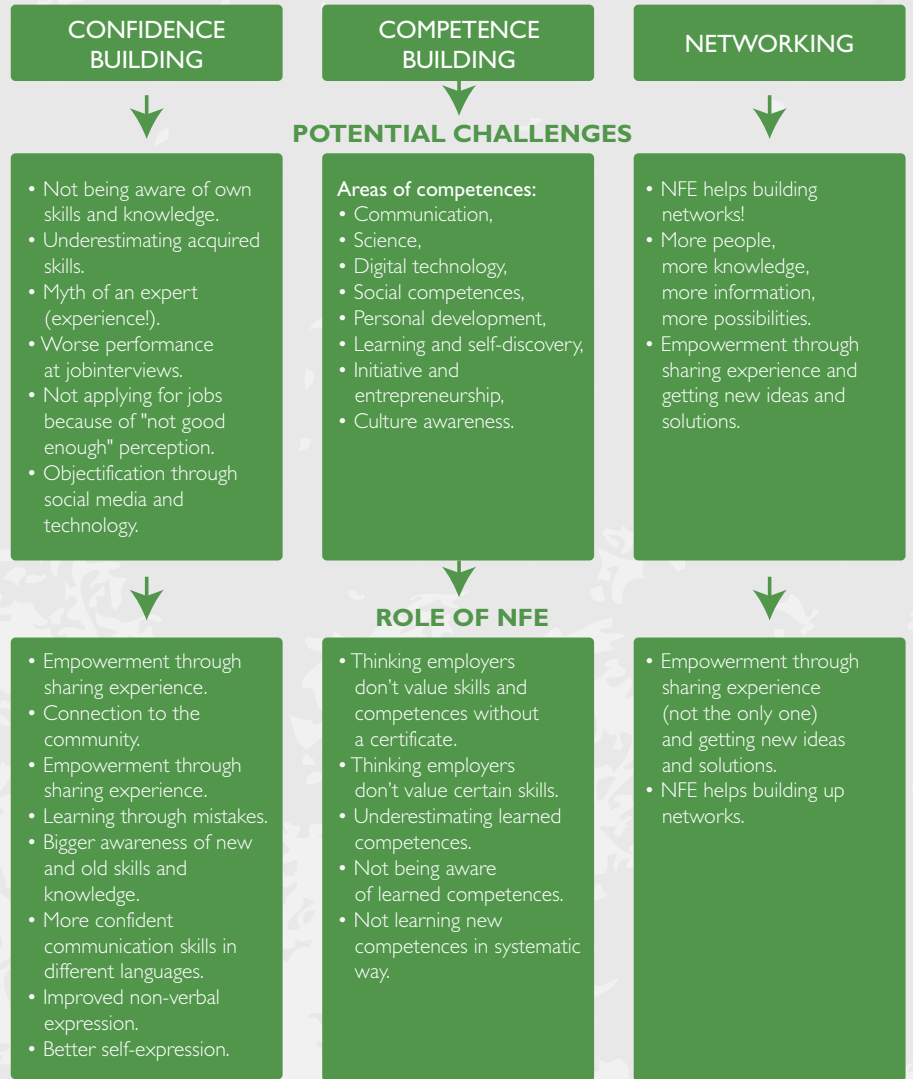 CONFIDENCE
BUILDING
COMPETENCE
BUILDING
NETWORKING
POTENTIAL CHALLENGES
• Not being aware of own
skills and knowledge.
• Underestimating acquired
skills.
• Myth of an expert
(experience!).
• Worse performance
at jobinterviews.
• Not applying for jobs
because of "not good
enough" perception.
• Objectification through
social media and
technology.
Areas of competences:
• Communication,
• Science,
• Digital technology,
• Social competences,
• Personal development,
• Learning and self-discovery,
• Initiative and
entrepreneurship,
• Culture awareness.
• NFE helps building
networks!
• More people,
more knowledge,
more information,
more possibilities.
• Empowerment through
sharing experience and
getting new ideas and
solutions.
ROLE OF NFE
• Empowerment through
sharing experience.
• Connection to the
community.
• Empowerment through
sharing experience.
• Learning through mistakes.
• Bigger awareness of new
and old skills and
knowledge.
• More confident
communication skills in
different languages.
• Improved non-verbal
expression.
• Better self-expression.
• Thinking employers
don't value skills and
competences without
a certificate.
• Thinking employers
don't value certain skills.
• Underestimating learned
competences.
• Not being aware
of learned competences.
• Not learning new
competences in systematic
way.
• Empowerment through
sharing experience
(not the only one)
and getting new ideas
and solutions.
• NFE helps building up
networks.